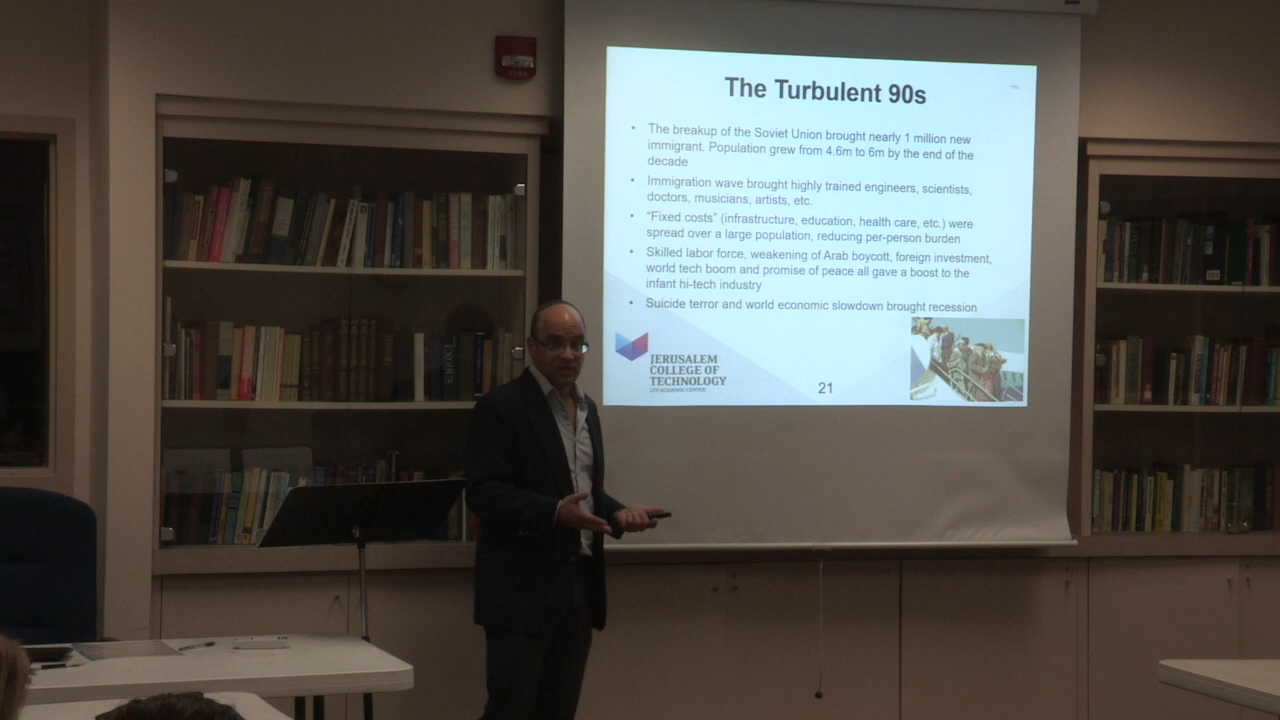 The Turbulent 90s
• The breakup of the Soviet Union brought nearly 1 million new
immigrant. Population grew from 4.6m to 6m by the end of the
decade
• Immigration wave brought highly trained engineers, scientists,
doctors, musicians, artists, etc.
• “Fixed costs” (infrastructure, education, health care, etc.) were
spread over a large population, reducing per-person burden
• Skilled labor force, weakening of Arab boycott, foreign investment,
world tech boom and promise of peace all gave a boost to the
infant hi-tech industry
• Suicide terror and world economic slowdown brought recession
JERUSALEM
COLLEGE OF
TECHNOLOGY
LEV ACADEMIC CENTER
21
FIRE